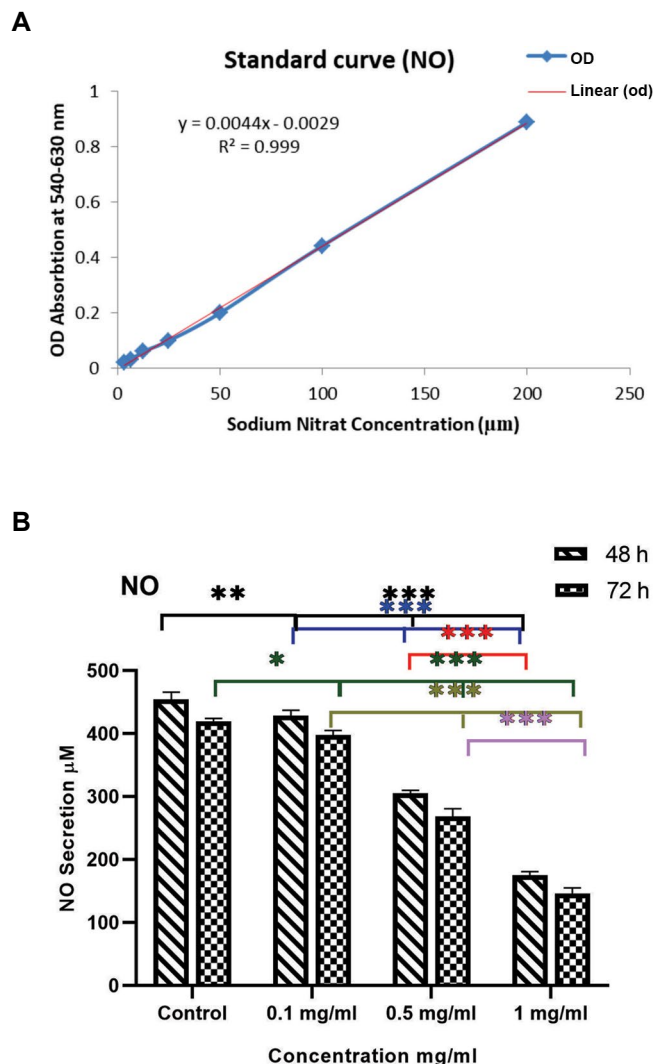 A
Standard curve (NO)
OD
Linear (od)
y = 0.0044x - 0.0029
R² = 0.999
OD Absorbtion at 540-630 nm
1
0.8
0.6
0.4
0.2
0
0 50 100 150 200 250
Sodium Nitrat Concentration (µm)
B
48 h
72 h
NO
** ***
***
***
* ***
***
***
NO Secretion µM
500
400
300
200
100
0
Control 0.1 mg/ml 0.5 mg/ml 1 mg/ml
Concentration mg/ml